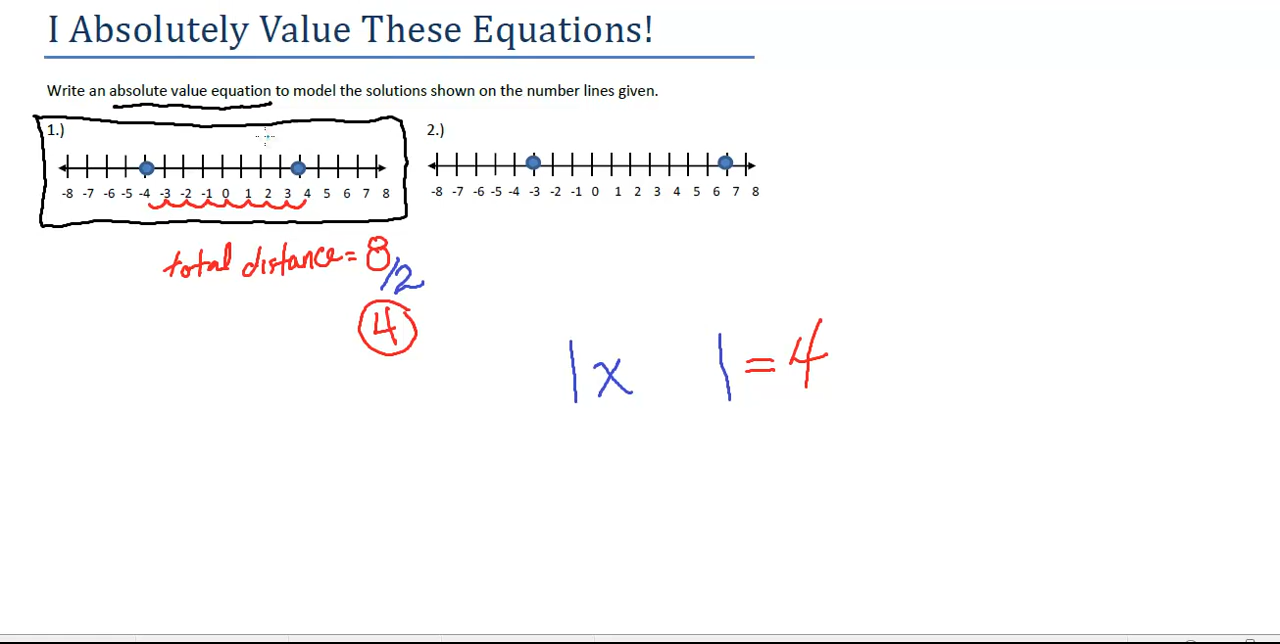 I Absolutely Value These Equations!
Write an absolute value equation to model the solutions shown on the number lines given.
1.)
-8 -7 -6 -5 -4 -3 -2 -1 0 1 2 3 4 5 6 7 8
2.)
-8 -7 -6 -5 -4 -3 -2 -1 0 1 2 3 4 5 6 7 8
total distance = 8/2
4
|x |=4